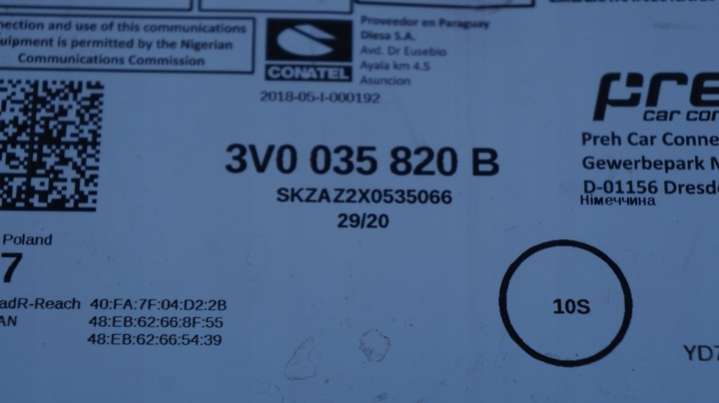 nection and use of this communications
quipment is permitted by the Nigerian
Communications Commission
CONATEL
2018-05-I-000192
Proveedor en Paraguay
Diesa S.A.
Avd. Dr Eusebio
Ayala km 4.5
Asuncion
pre
car con
Preh Car Conne
Gewerbepark N
D-01156 Dresd
Німеччина
3V0 035 820 B
SKZAZ2X0535066
29/20
Poland
7
adR-Reach 40:FA:7F:04:D2:2B
AN 48:EB:62:66:8F:55
48:EB:62:66:54:39
10S
YD7